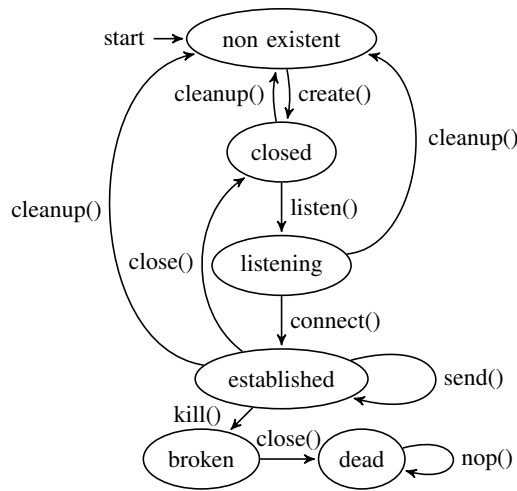 start
non existent
cleanup()
create()
closed
cleanup()
listen()
cleanup()
close()
listening
connect()
established
send()
kill()
close()
broken
dead
nop()